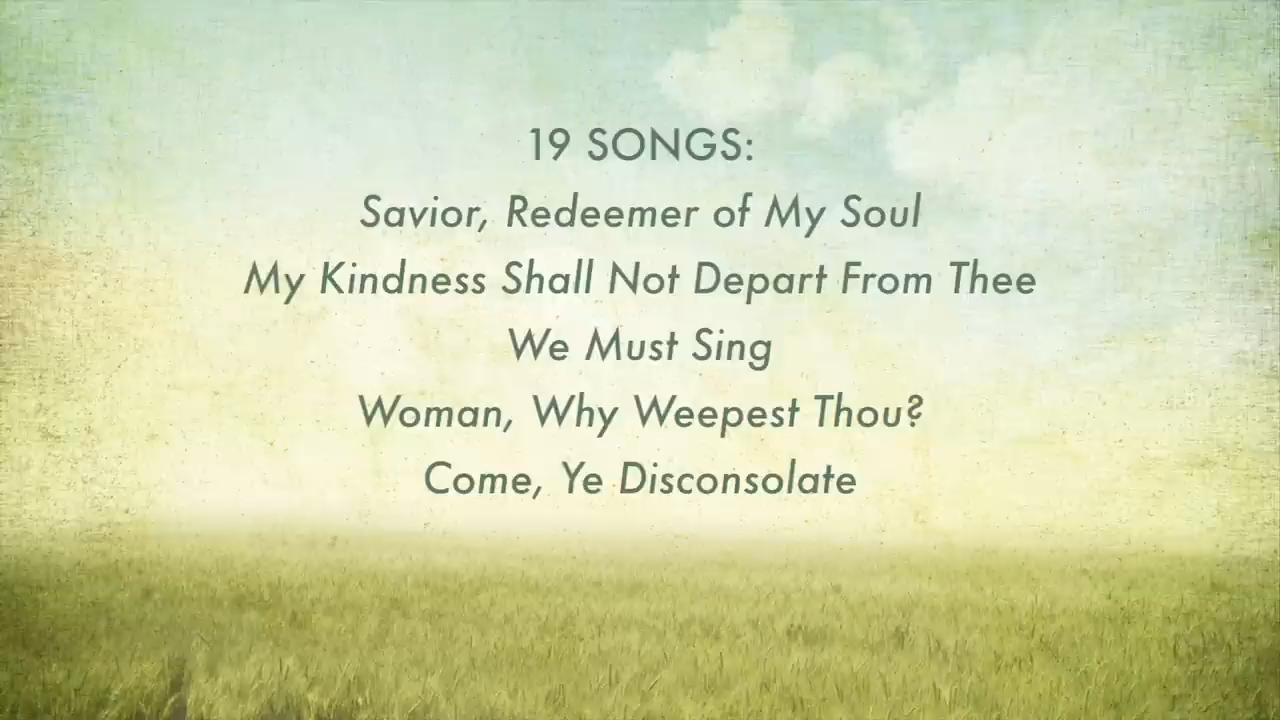 19 SONGS:
Savior, Redeemer of My Soul
My Kindness Shall Not Depart From Thee
We Must Sing
Woman, Why Weepest Thou?
Come, Ye Disconsolate